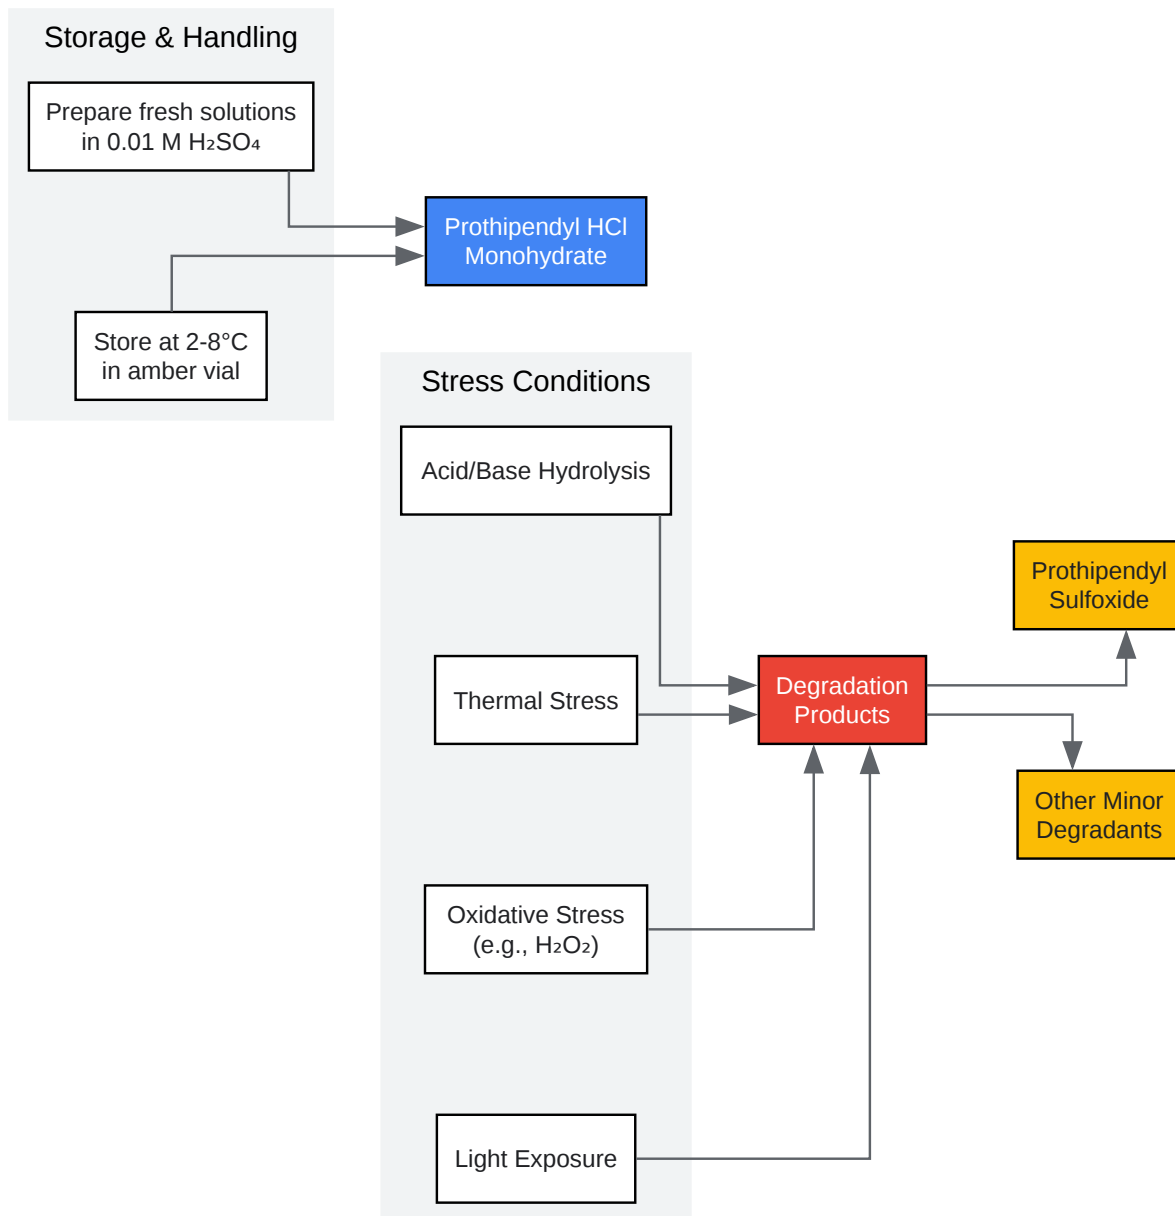 Storage & Handling
Prepare fresh solutions
in 0.01 M H₂SO₄
Prothipendyl HCl
Monohydrate
Store at 2-8°C
in amber vial
Stress Conditions
Acid/Base Hydrolysis
Thermal Stress
Oxidative Stress
(e.g., H₂O₂)
Light Exposure
Degradation
Products
Prothipendyl
Sulfoxide
Other Minor
Degradants